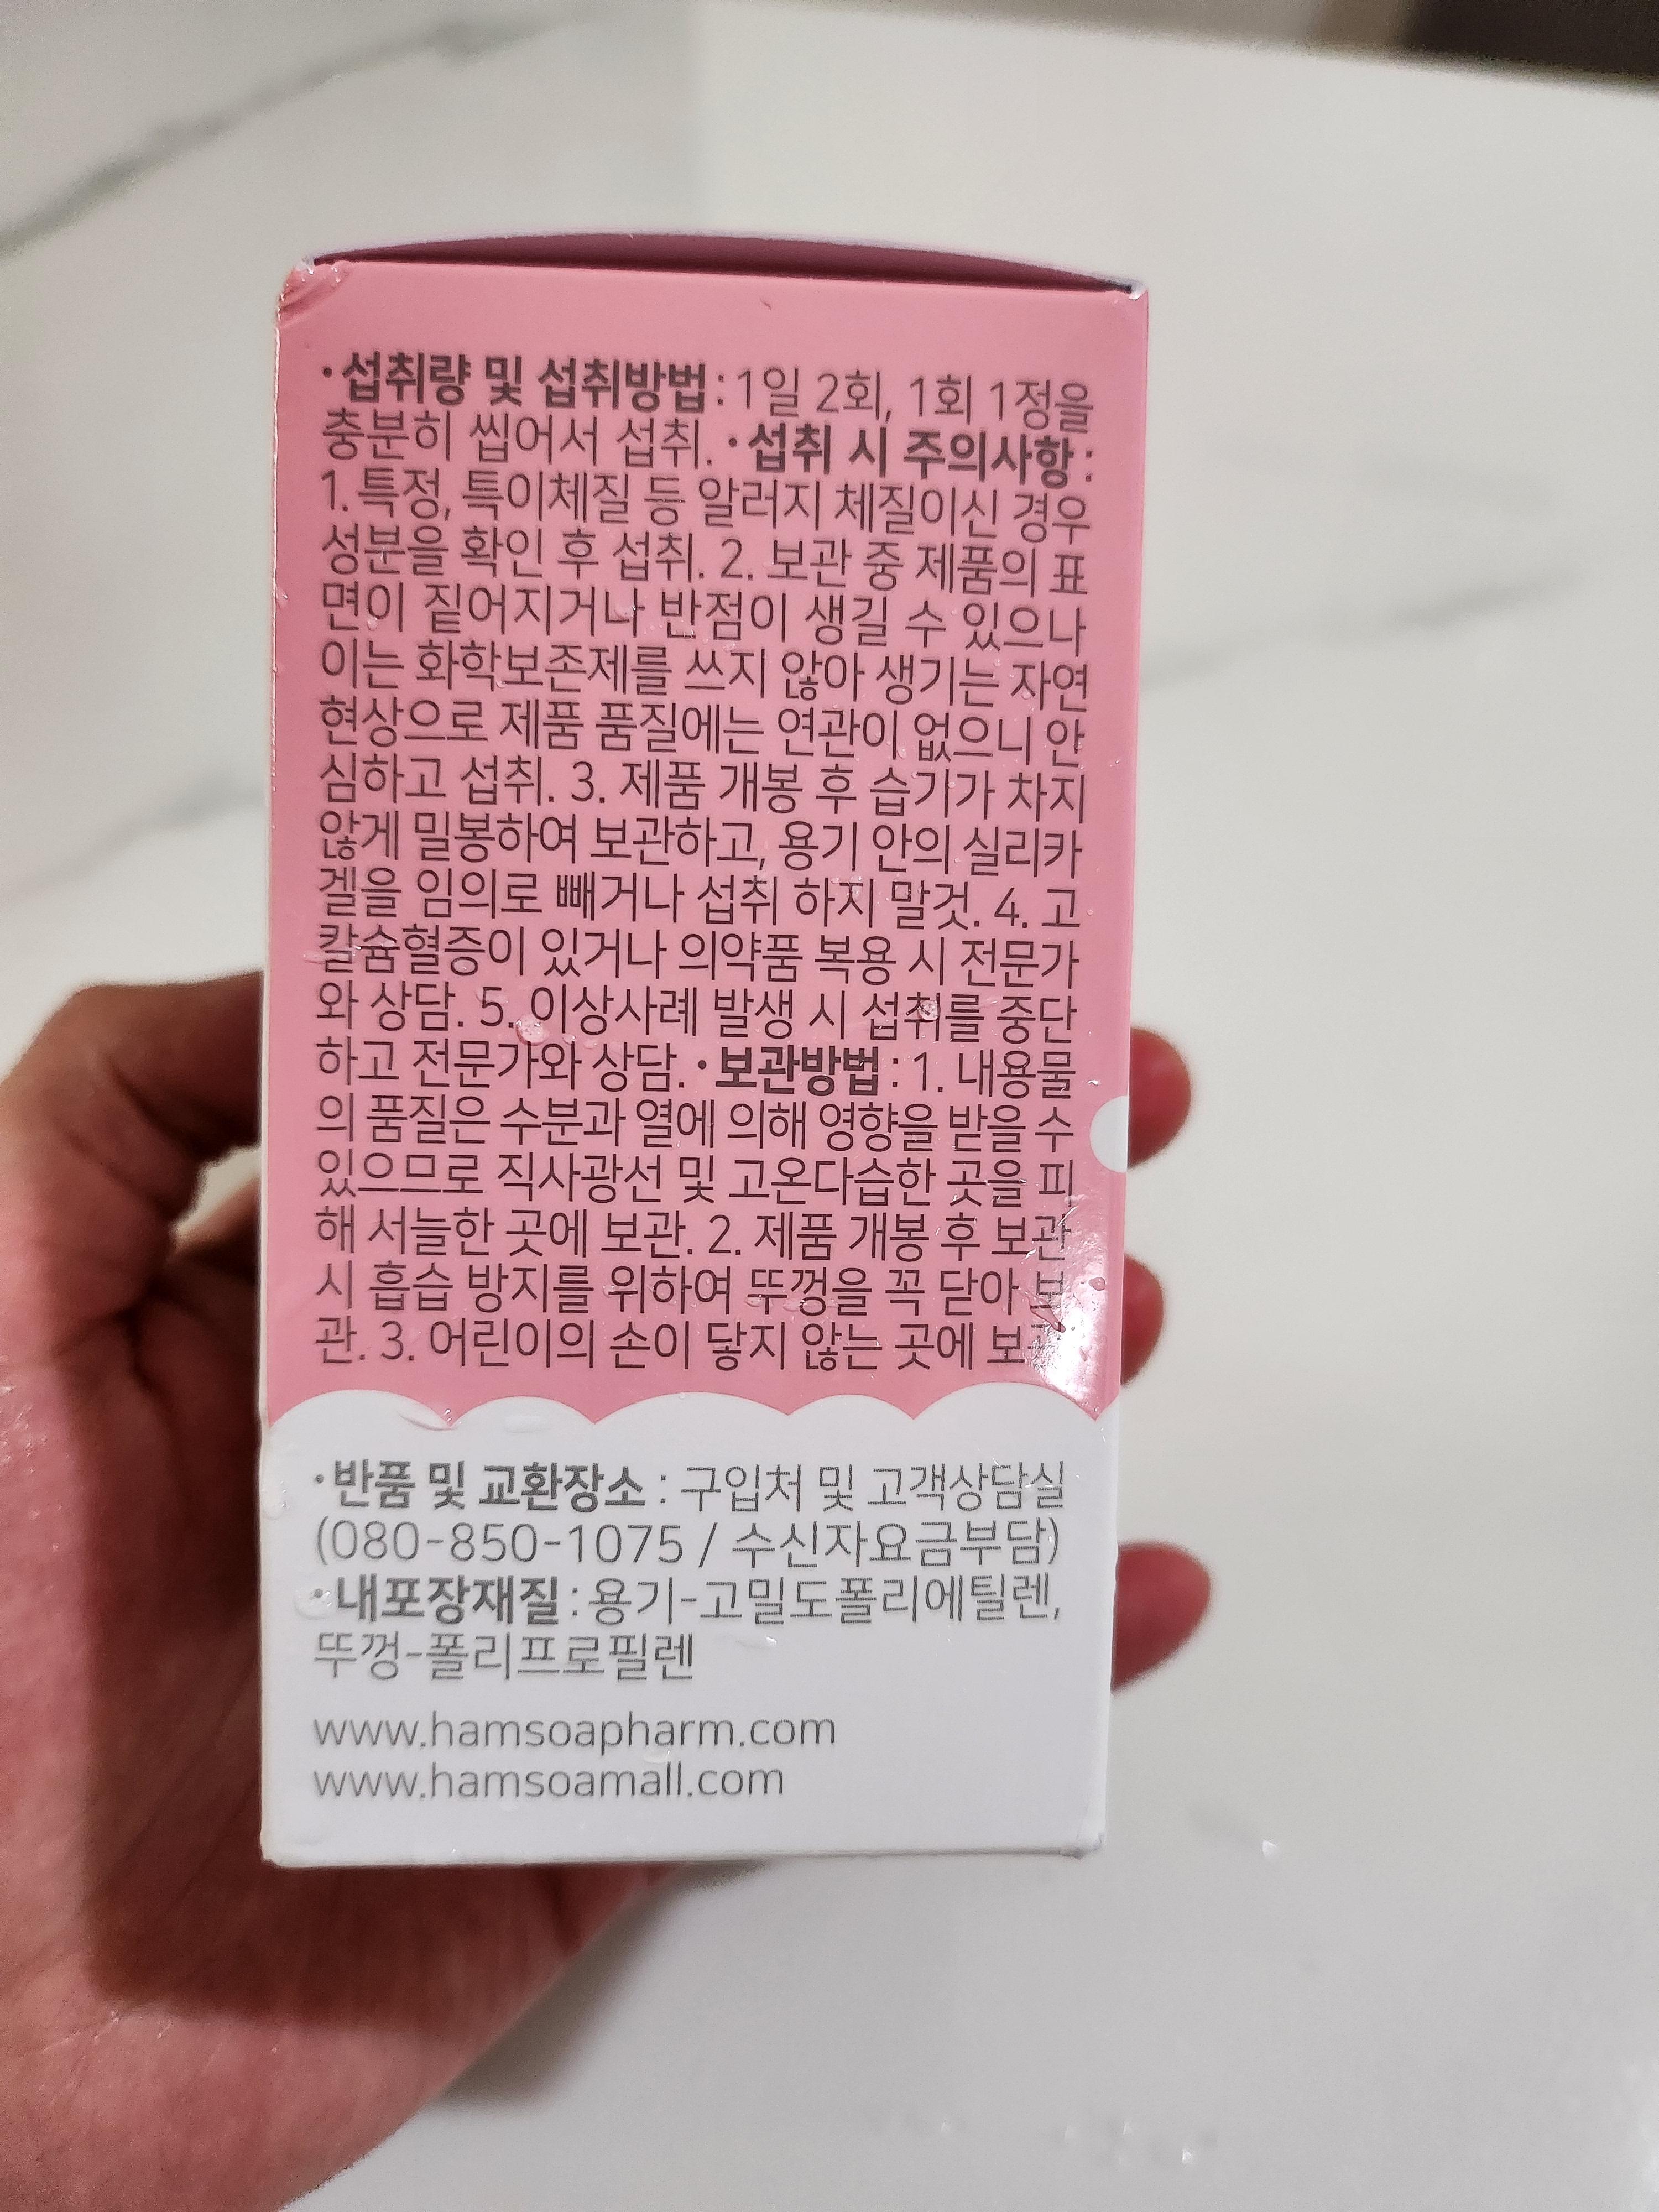 ·섭취량 및 섭취방법 : 1일 2회, 1회 1정을
충분히 씹어서 섭취. ·섭취 시 주의사항 :
1. 특정, 특이체질 등 알러지 체질이신 경우
성분을 확인 후 섭취. 2. 보관 중 제품의 표
면이 짙어지거나 반점이 생길 수 있으나
이는 화학보존제를 쓰지 않아 생기는 자연
현상으로 제품 품질에는 연관이 없으니 안
심하고 섭취. 3. 제품 개봉 후 습기가 차지
않게 밀봉하여 보관하고, 용기 안의 실리카
겔을 임의로 빼거나 섭취 하지 말것. 4. 고
칼슘혈증이 있거나 의약품 복용 시 전문가
와 상담. 5. 이상사례 발생 시 섭취를 중단
하고 전문가와 상담. ·보관방법 : 1. 내용물
의 품질은 수분과 열에 의해 영향을 받을 수
있으므로 직사광선 및 고온다습한 곳을 피
해 서늘한 곳에 보관. 2. 제품 개봉 후 보관
시 흡습 방지를 위하여 뚜껑을 꼭 닫아 보
관. 3. 어린이의 손이 닿지 않는 곳에 보관
·반품 및 교환장소 : 구입처 및 고객상담실
(080-850-1075 / 수신자요금부담)
·내포장재질 : 용기-고밀도폴리에틸렌,
뚜껑-폴리프로필렌
www.hamsoapharm.com
www.hamsoamall.com